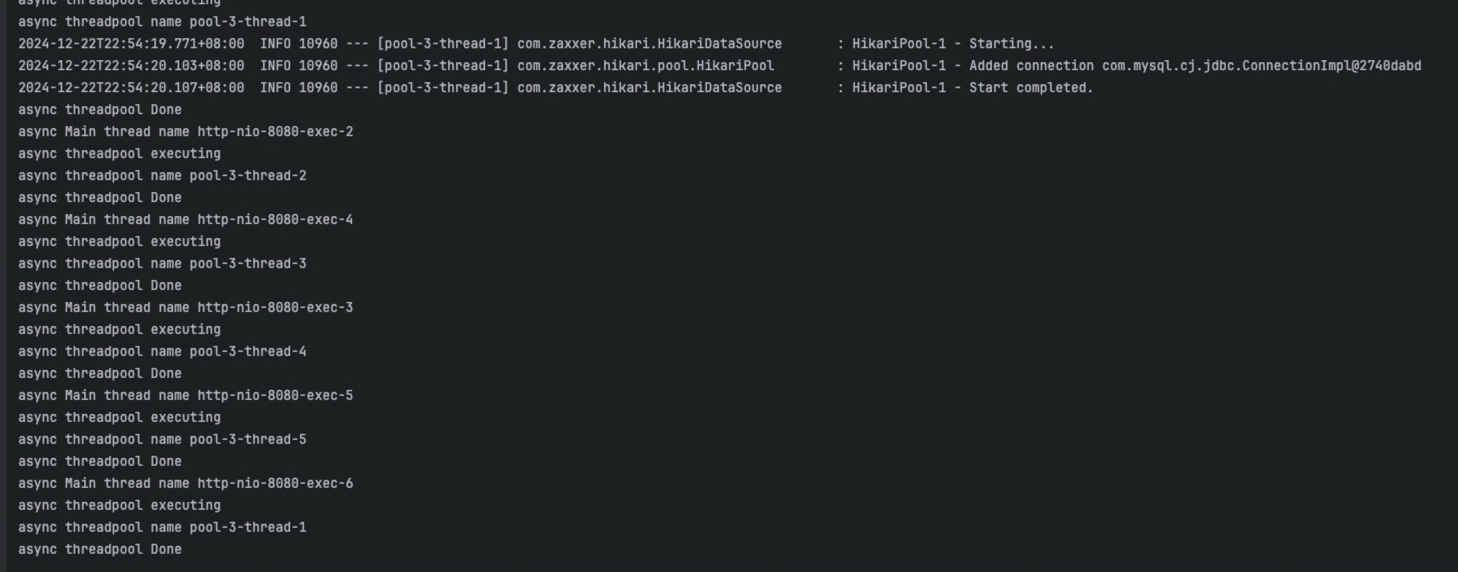 async threadpool executing
async threadpool name pool-3-thread-1
2024-12-22T22:54:19.771+08:00  INFO 10960 --- [pool-3-thread-1] com.zaxxer.hikari.HikariDataSource       : HikariPool-1 - Starting...
2024-12-22T22:54:20.103+08:00  INFO 10960 --- [pool-3-thread-1] com.zaxxer.hikari.pool.HikariPool        : HikariPool-1 - Added connection com.mysql.cj.jdbc.ConnectionImpl@2740dabd
2024-12-22T22:54:20.107+08:00  INFO 10960 --- [pool-3-thread-1] com.zaxxer.hikari.HikariDataSource       : HikariPool-1 - Start completed.
async threadpool Done
async Main thread name http-nio-8080-exec-2
async threadpool executing
async threadpool name pool-3-thread-2
async threadpool Done
async Main thread name http-nio-8080-exec-4
async threadpool executing
async threadpool name pool-3-thread-3
async threadpool Done
async Main thread name http-nio-8080-exec-3
async threadpool executing
async threadpool name pool-3-thread-4
async threadpool Done
async Main thread name http-nio-8080-exec-5
async threadpool executing
async threadpool name pool-3-thread-5
async threadpool Done
async Main thread name http-nio-8080-exec-6
async threadpool executing
async threadpool name pool-3-thread-1
async threadpool Done